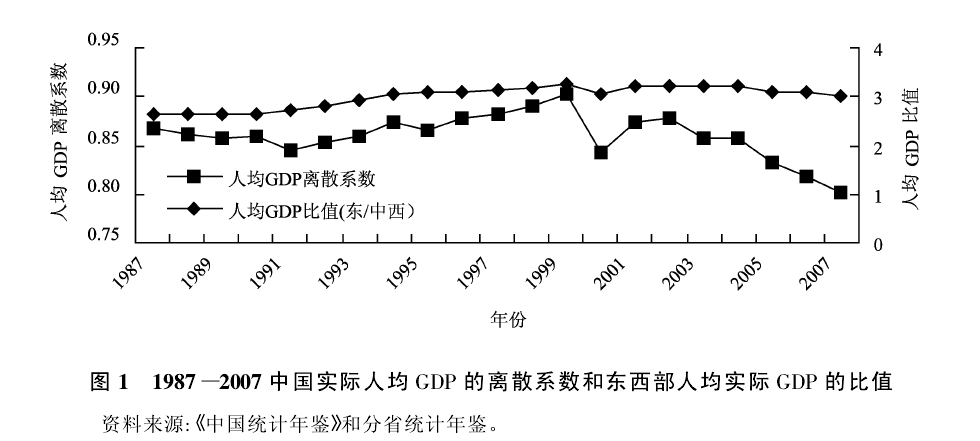 0.95
0.90
0.85
0.80
0.75
人均 GDP 离散系数
4
3
2
1
0
人均 GDP 比值
人均GDP离散系数
人均GDP比值(东/中西）
1987 1989 1991 1993 1995 1997 1999 2001 2003 2005 2007
年份
图 1 1987—2007 中国实际人均 GDP 的离散系数和东西部人均实际 GDP 的比值
资料来源:《中国统计年鉴》和分省统计年鉴。